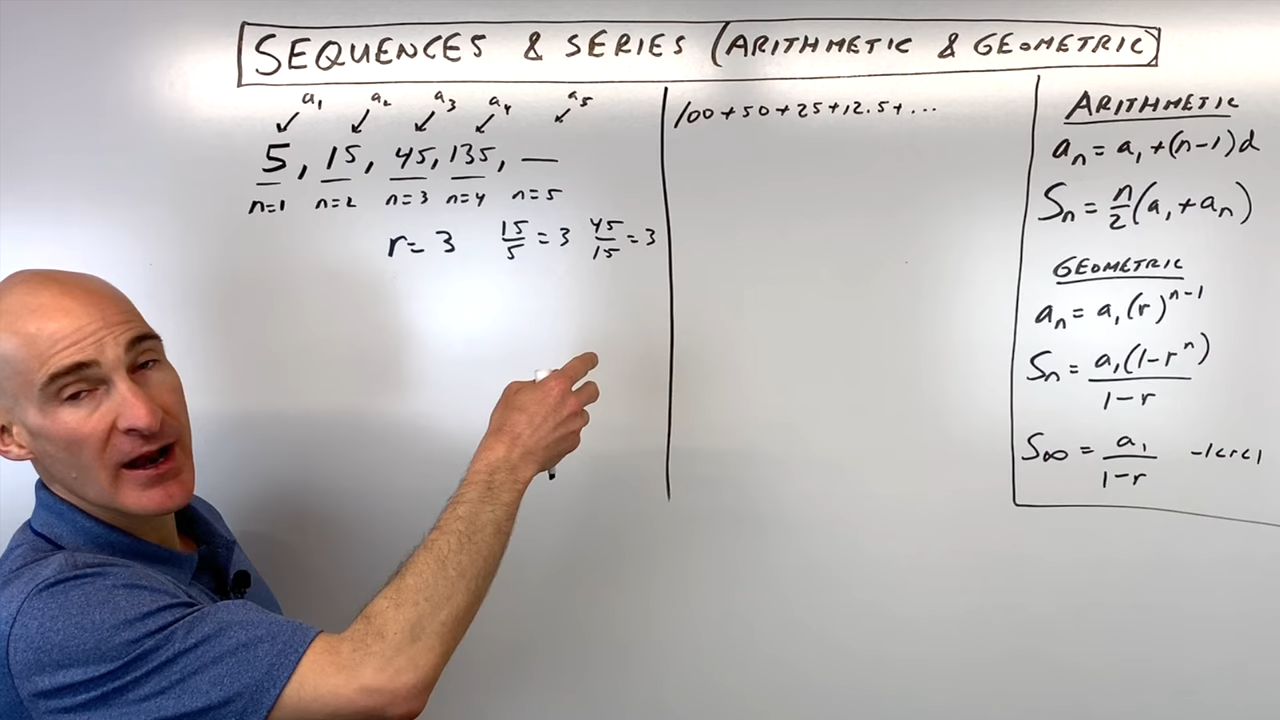 SEQUENCES & SERIES (ARITHMETIC & GEOMETRIC)
a₁ a₂ a₃ a₄ a₅
5, 15, 45, 135, __
n=1 n=2 n=3 n=4 n=5
r=3 15/5 = 3 45/15 = 3
100+50+25+12.5+...
ARITHMETIC
aₙ = a₁+(n-1)d
Sₙ = n/2(a₁+aₙ)
GEOMETRIC
aₙ = a₁(r)ⁿ⁻¹
Sₙ = a₁(1-rⁿ)/1-r
S∞ = a₁/1-r -1<r<1